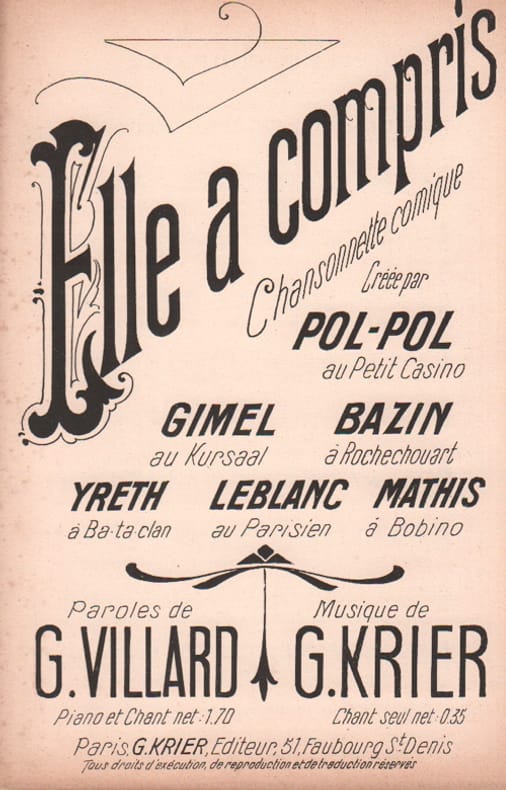 Elle a compris
Chansonnette comique
Créée par
POL-POL
au Petit Casino
GIMEL BAZIN
au Kursaal à Rochechouart
YRETH LEBLANC MATHIS
à Ba-ta-clan au Parisien à Bobino
Paroles de Musique de
G. VILLARD G. KRIER
Piano et Chant net: 1.70 Chant seul net: 0.35
Paris, G. KRIER, Editeur, 51, Faubourg St Denis
Tous droits d'exécution, de reproduction et de traduction réservés